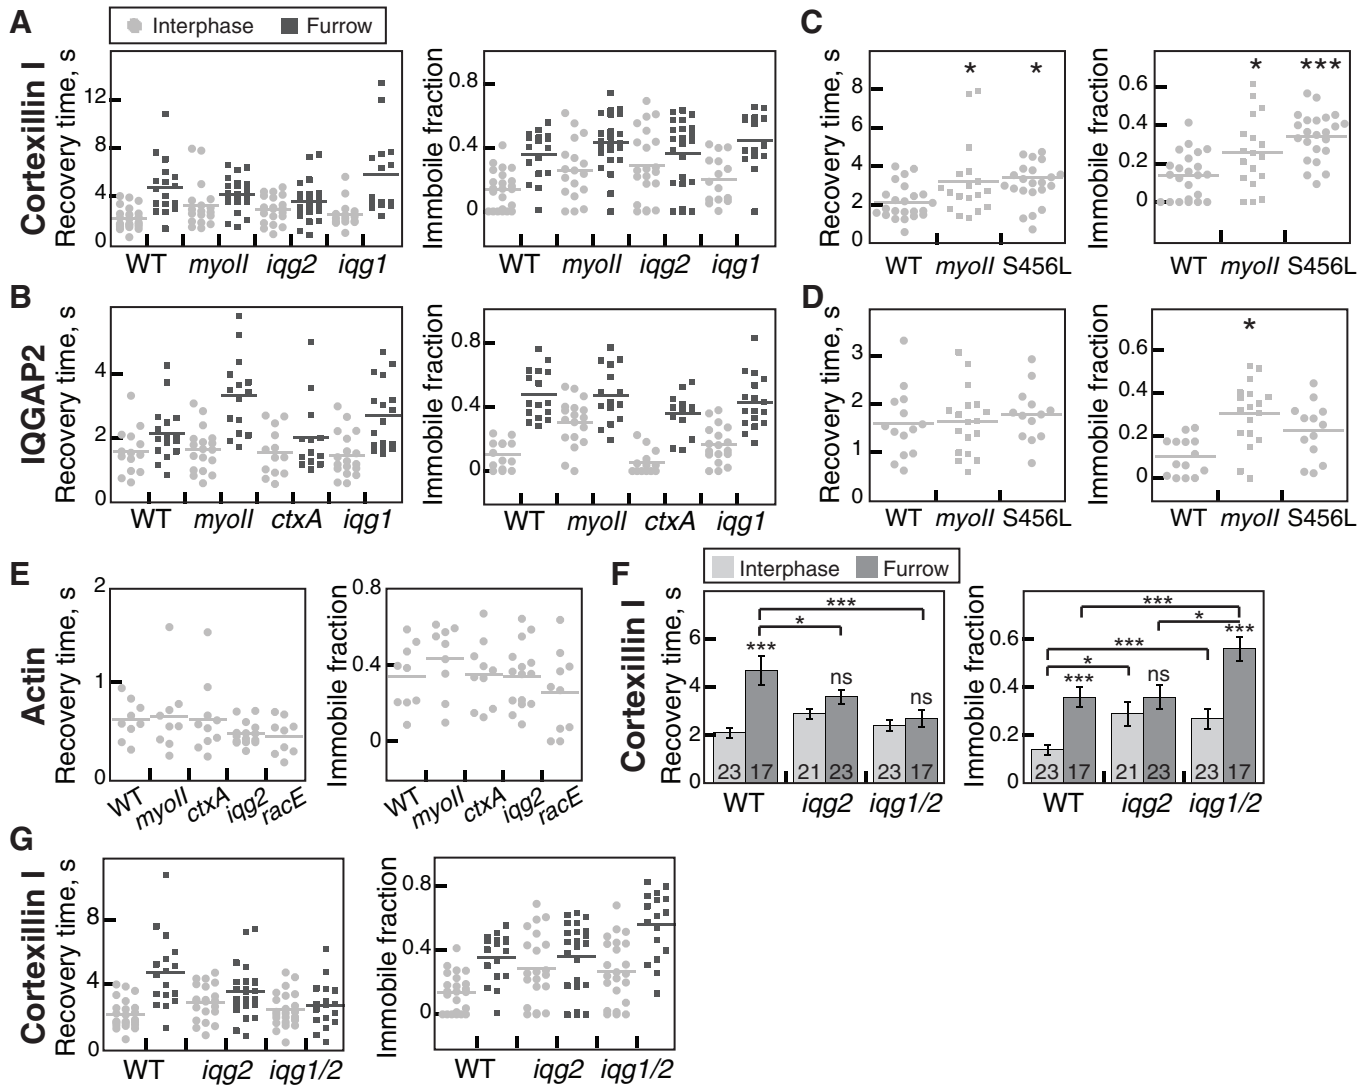 A
Interphase Furrow
Cortexillin I
Recovery time, s
12
8
4
0
WT myoII iqg2 iqg1
Immobile fraction
0.8
0.4
0
WT myoII iqg2 iqg1
C
Recovery time, s
8
6
4
2
0
* *
WT myoII S456L
Immobile fraction
0.6
0.4
0.2
0
* ***
WT myoII S456L
B
IQGAP2
Recovery time, s
4
2
0
WT myoII ctxA iqg1
Immobile fraction
0.8
0.4
0
WT myoII ctxA iqg1
D
Recovery time, s
3
2
1
0
WT myoII S456L
Immobile fraction
0.6
0.4
0.2
0
*
WT myoII S456L
E
Actin
Recovery time, s
2
1
0
WT myoII ctxA iqg2 racE
Immobile fraction
0.8
0.4
0
WT myoII ctxA iqg2 racE
F
Interphase Furrow
Cortexillin I
Recovery time, s
6
4
2
0
***
*
*** ns ns
23 17 21 23 23 17
WT iqg2 iqg1/2
Immobile fraction
0.6
0.4
0.2
0
***
*
***
***
*
*** ns
23 17 21 23 23 17
WT iqg2 iqg1/2
G
Cortexillin I
Recovery time, s
8
4
0
WT iqg2 iqg1/2
Immobile fraction
0.8
0.4
0
WT iqg2 iqg1/2